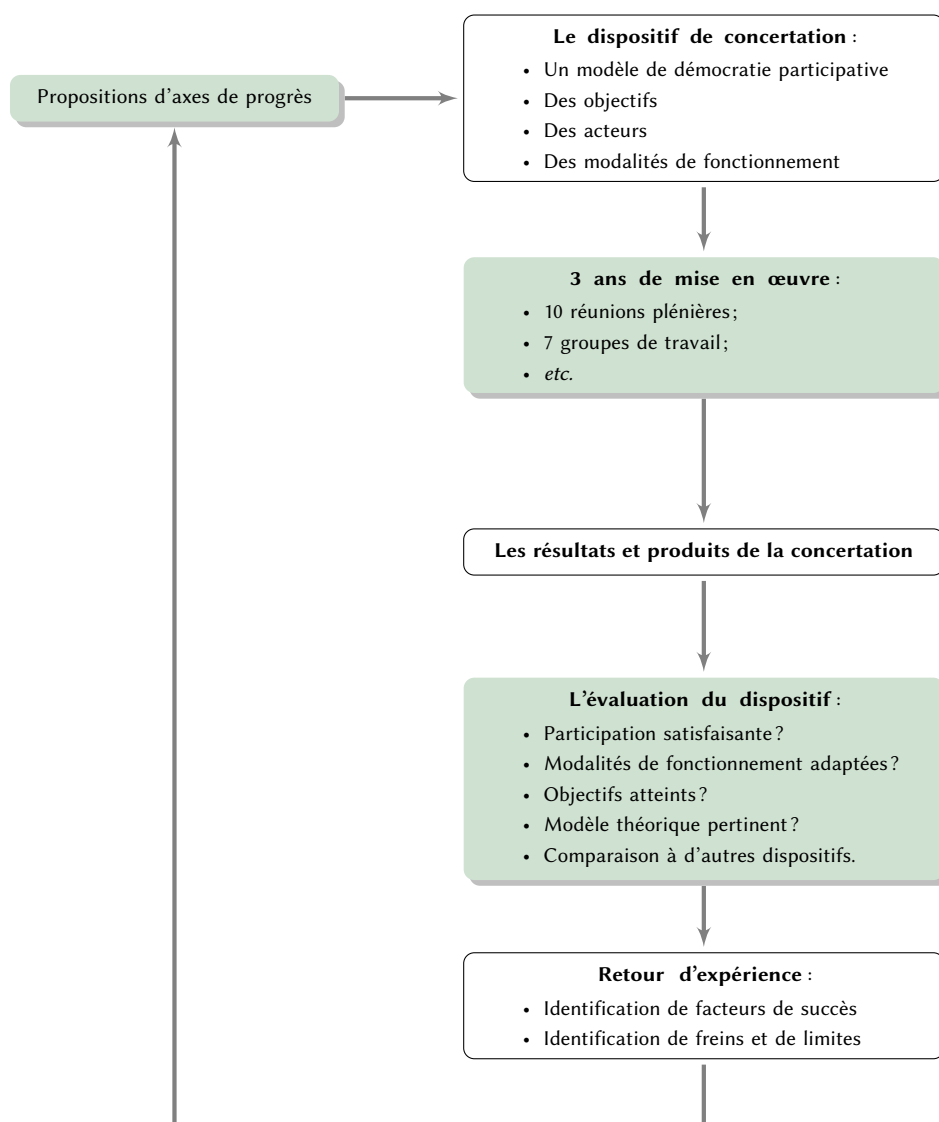 Propositions d'axes de progrès
Le dispositif de concertation :
• Un modèle de démocratie participative
• Des objectifs
• Des acteurs
• Des modalités de fonctionnement
3 ans de mise en œuvre :
• 10 réunions plénières ;
• 7 groupes de travail ;
• etc.
Les résultats et produits de la concertation
L'évaluation du dispositif :
• Participation satisfaisante ?
• Modalités de fonctionnement adaptées ?
• Objectifs atteints ?
• Modèle théorique pertinent ?
• Comparaison à d'autres dispositifs.
Retour d'expérience :
• Identification de facteurs de succès
• Identification de freins et de limites